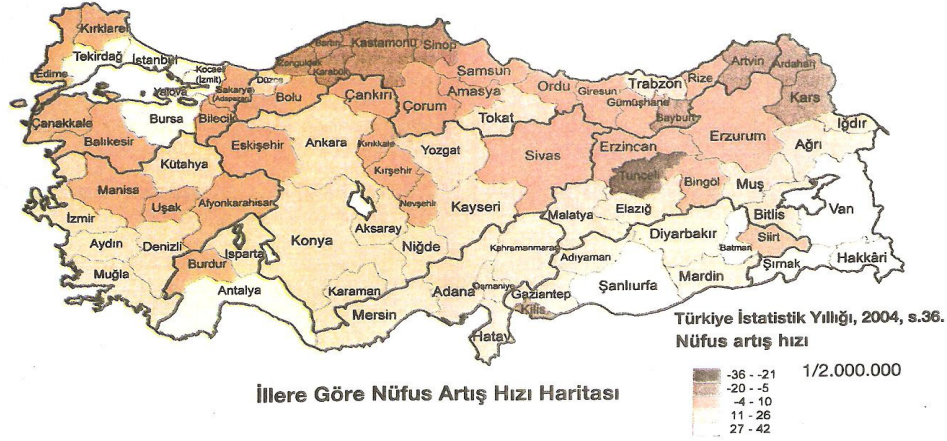 Kırklareli
Tekirdağ
İstanbul
Edirne
Kocaeli
(İzmit)
Yalova
Sakarya
(Adapazarı)
Düzce
Zonguldak
Bartın
Karabük
Kastamonu
Sinop
Samsun
Amasya
Ordu
Giresun
Trabzon
Rize
Artvin
Ardahan
Kars
Gümüşhane
Bayburt
Çanakkale
Balıkesir
Bursa
Bilecik
Bolu
Çankırı
Çorum
Tokat
Erzurum
Iğdır
Ağrı
Kütahya
Eskişehir
Ankara
Kırıkkale
Yozgat
Sivas
Erzincan
Tunceli
Bingöl
Muş
Manisa
Uşak
Afyonkarahisar
Kırşehir
Nevşehir
Kayseri
Malatya
Elazığ
Bitlis
Van
İzmir
Aydın
Denizli
Isparta
Konya
Aksaray
Niğde
Kahramanmaraş
Adıyaman
Diyarbakır
Batman
Siirt
Şırnak
Hakkâri
Muğla
Burdur
Antalya
Karaman
Mersin
Adana
Osmaniye
Gaziantep
Kilis
Şanlıurfa
Mardin
Hatay
Türkiye İstatistik Yıllığı, 2004, s.36.
Nüfus artış hızı
1/2.000.000
-36 - -21
-20 - -5
-4 - 10
11 - 26
27 - 42
İllere Göre Nüfus Artış Hızı Haritası